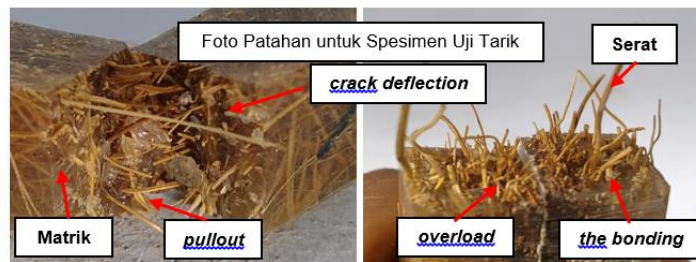 Foto Patahan untuk Spesimen Uji Tarik
Serat
crack deflection
Matrik
pullout
overload
the bonding